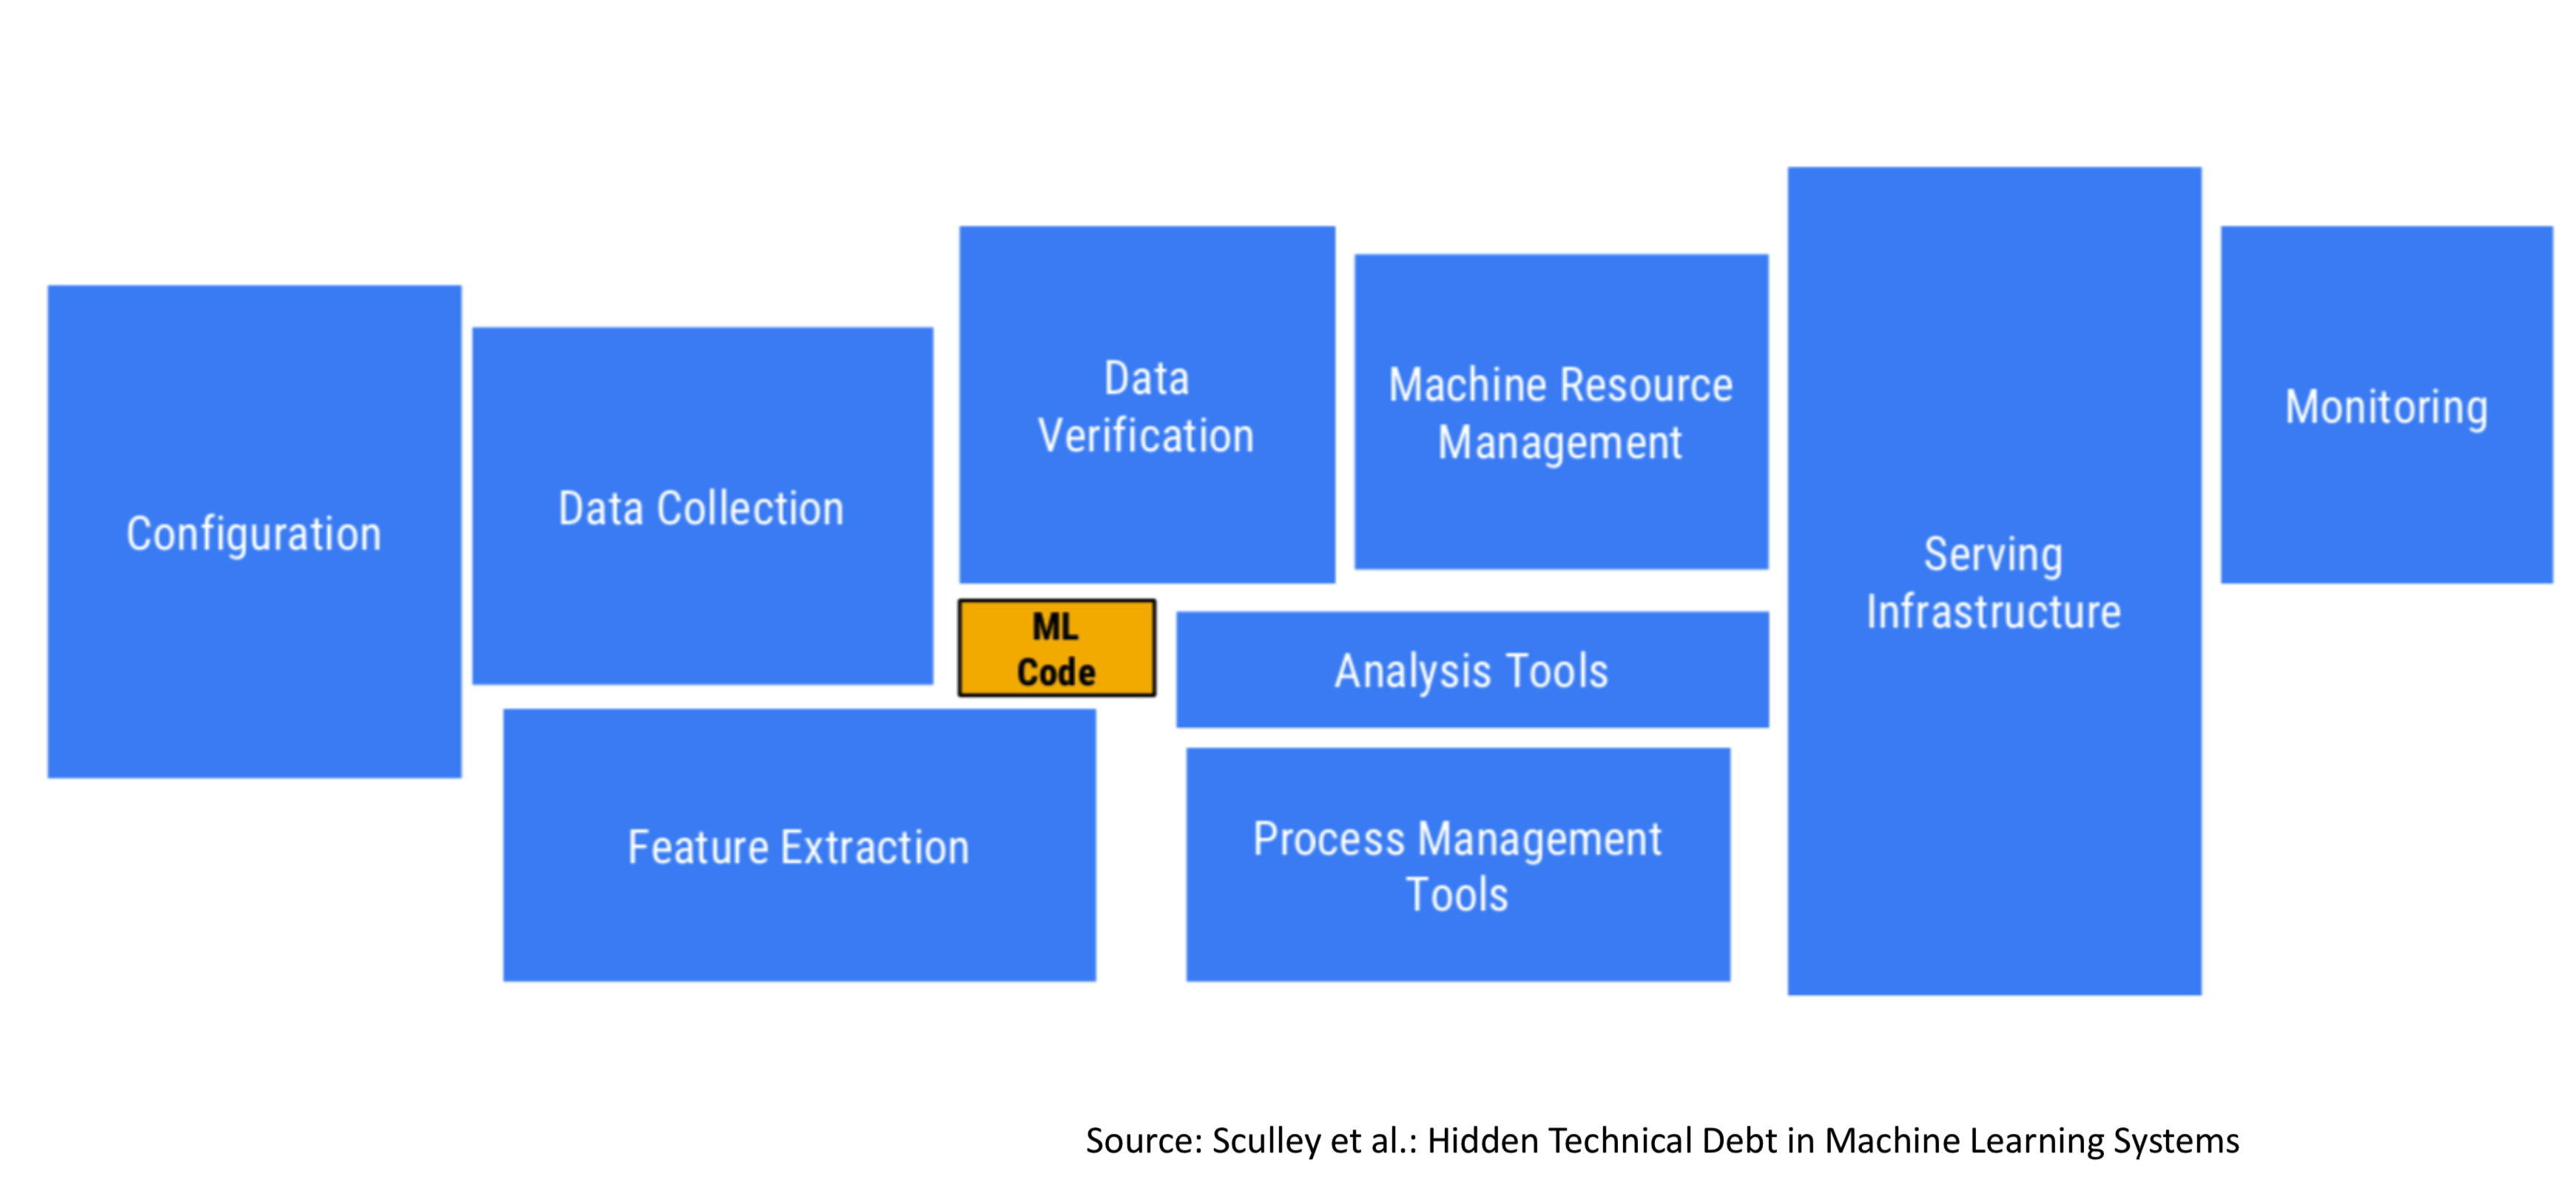 Configuration
Data Collection
Data
Verification
Machine Resource
Management
Serving
Infrastructure
Monitoring
ML
Code
Analysis Tools
Feature Extraction
Process Management
Tools
Source: Sculley et al.: Hidden Technical Debt in Machine Learning Systems